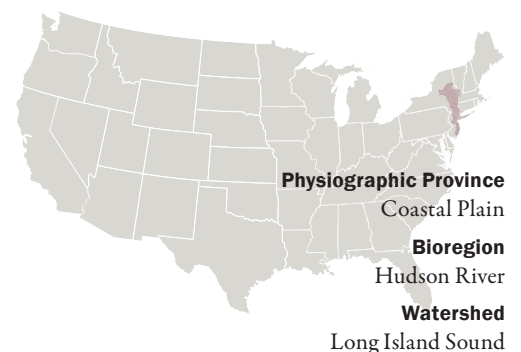 Physiographic Province
Coastal Plain
Bioregion
Hudson River
Watershed
Long Island Sound